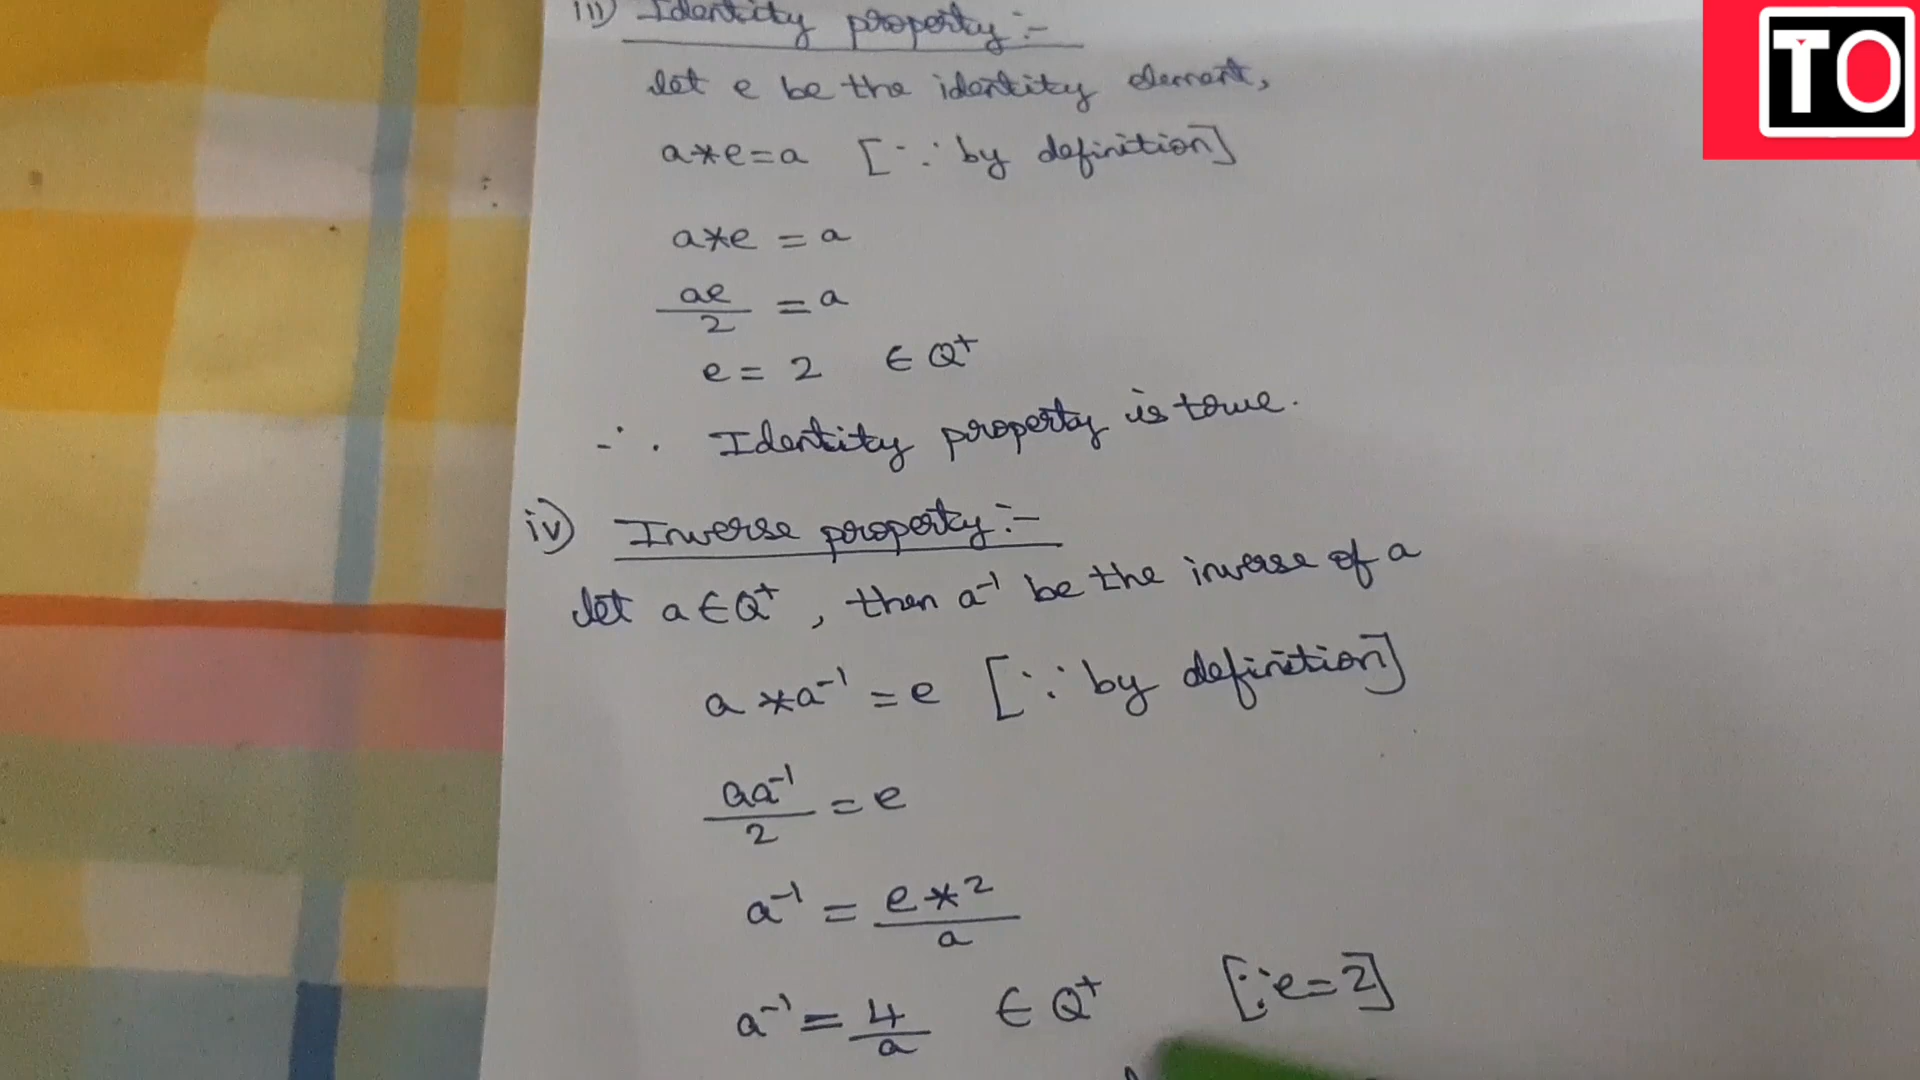 iii) Identity property :-
let e be the identity element,
a*e=a [∵ by definition]
a*e = a
ae/2 = a
e = 2 ∈ Q⁺
∴ Identity property is true.
iv) Inverse property :-
let a ∈ Q⁺, then a⁻¹ be the inverse of a
a *a⁻¹ = e [∵ by definition]
aa⁻¹/2 = e
a⁻¹ = e*2/a
a⁻¹ = 4/a ∈ Q⁺ [∵ e=2]
TO